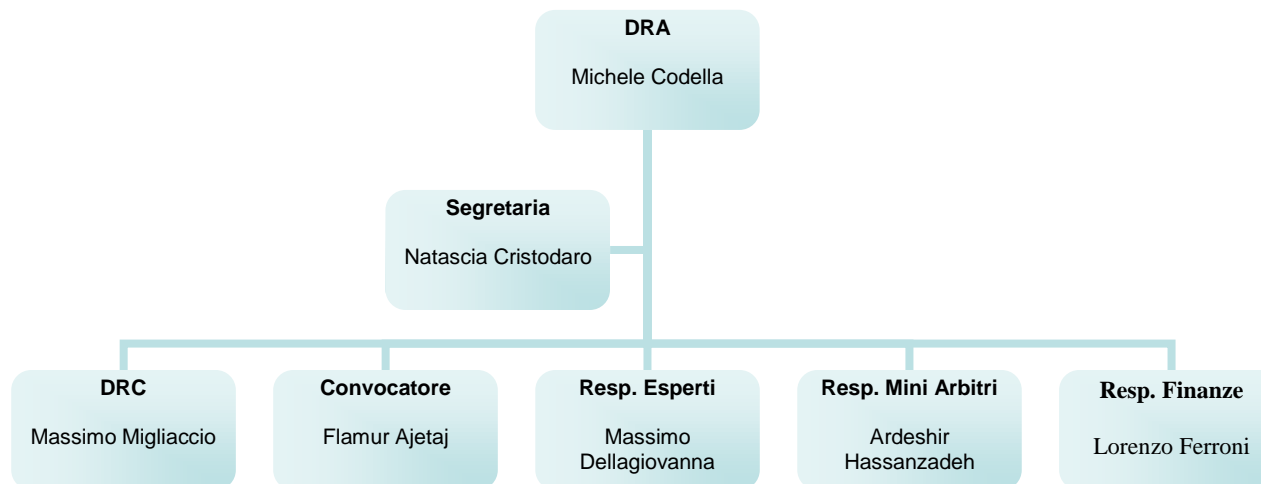 DRA
Michele Codella
Segretaria
Natascia Cristodaro
DRC
Massimo Migliaccio
Convocatore
Flamur Ajetaj
Resp. Esperti
Massimo
Dellagiovanna
Resp. Mini Arbitri
Ardeshir
Hassanzadeh
Resp. Finanze
Lorenzo Ferroni